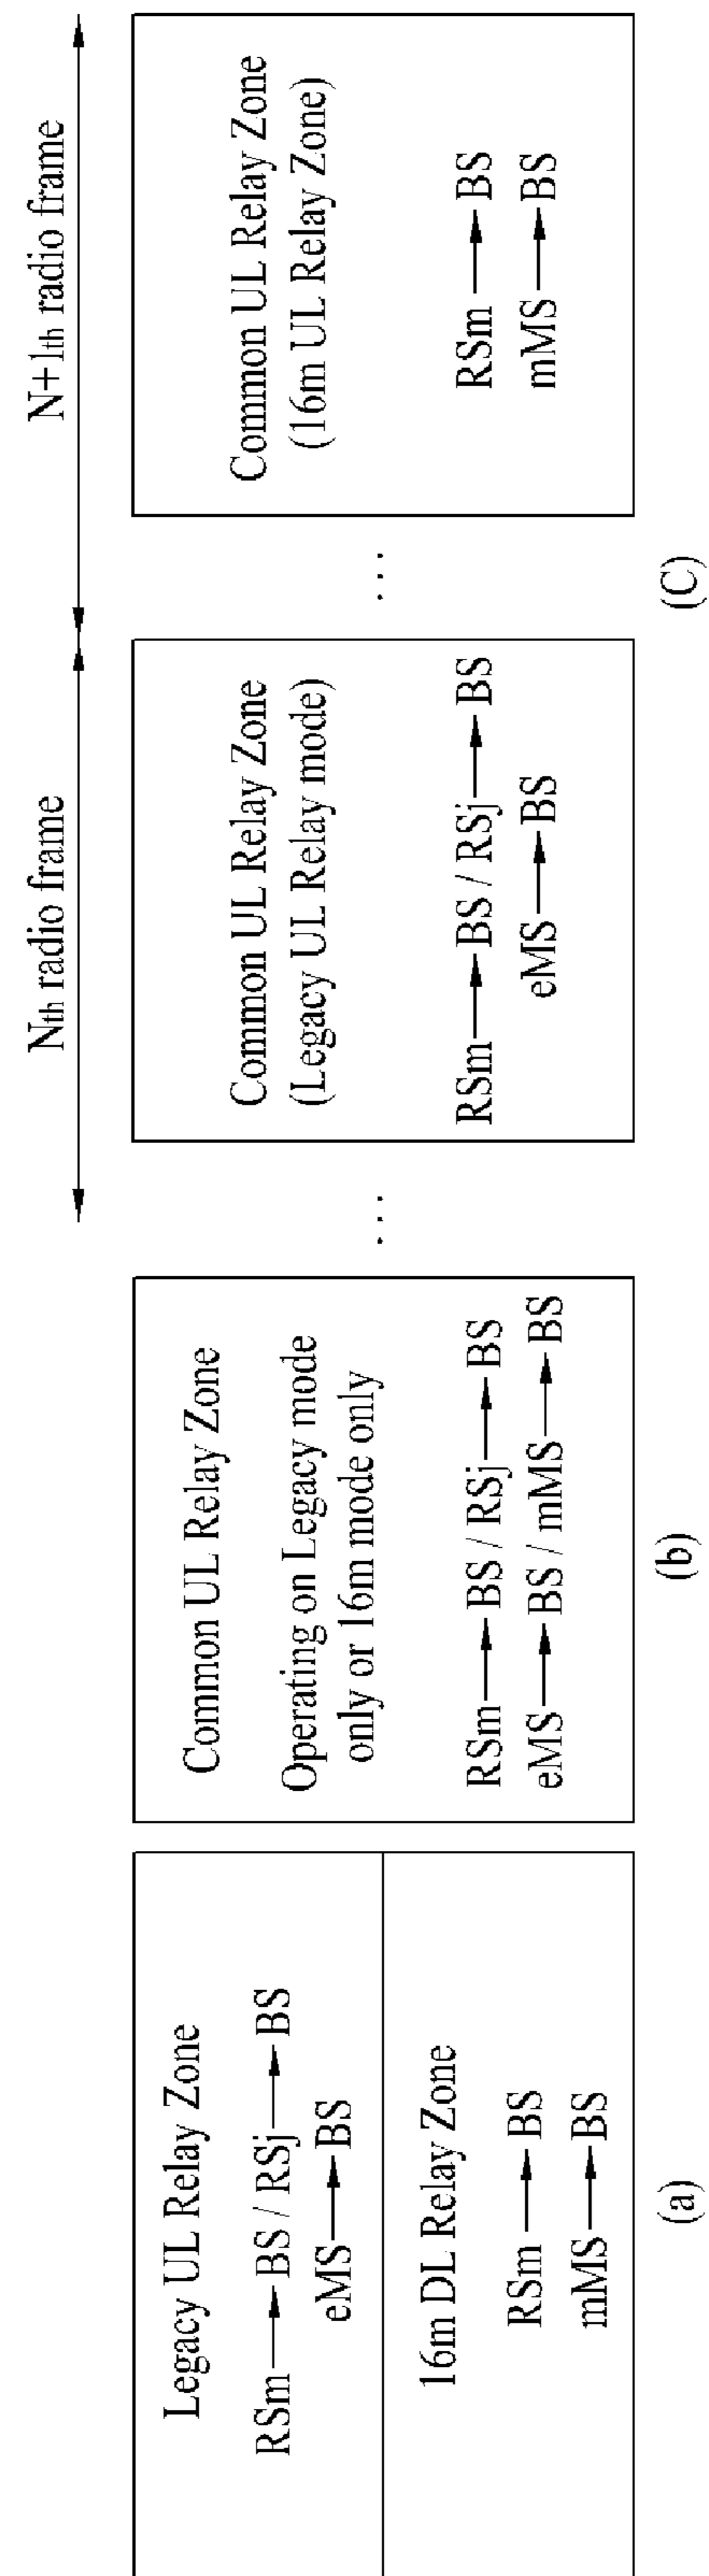 Legacy UL Relay Zone
RSm → BS / RSj → BS
eMS → BS
16m DL Relay Zone
RSm → BS
mMS → BS
(a)
Common UL Relay Zone
Operating on Legacy mode
only or 16m mode only
RSm → BS / RSj → BS
eMS → BS / mMS → BS
(b)
Nth radio frame
N+1th radio frame
Common UL Relay Zone
(Legacy UL Relay mode)
RSm → BS / RSj → BS
eMS → BS
...
Common UL Relay Zone
(16m UL Relay Zone)
RSm → BS
mMS → BS
...
(C)